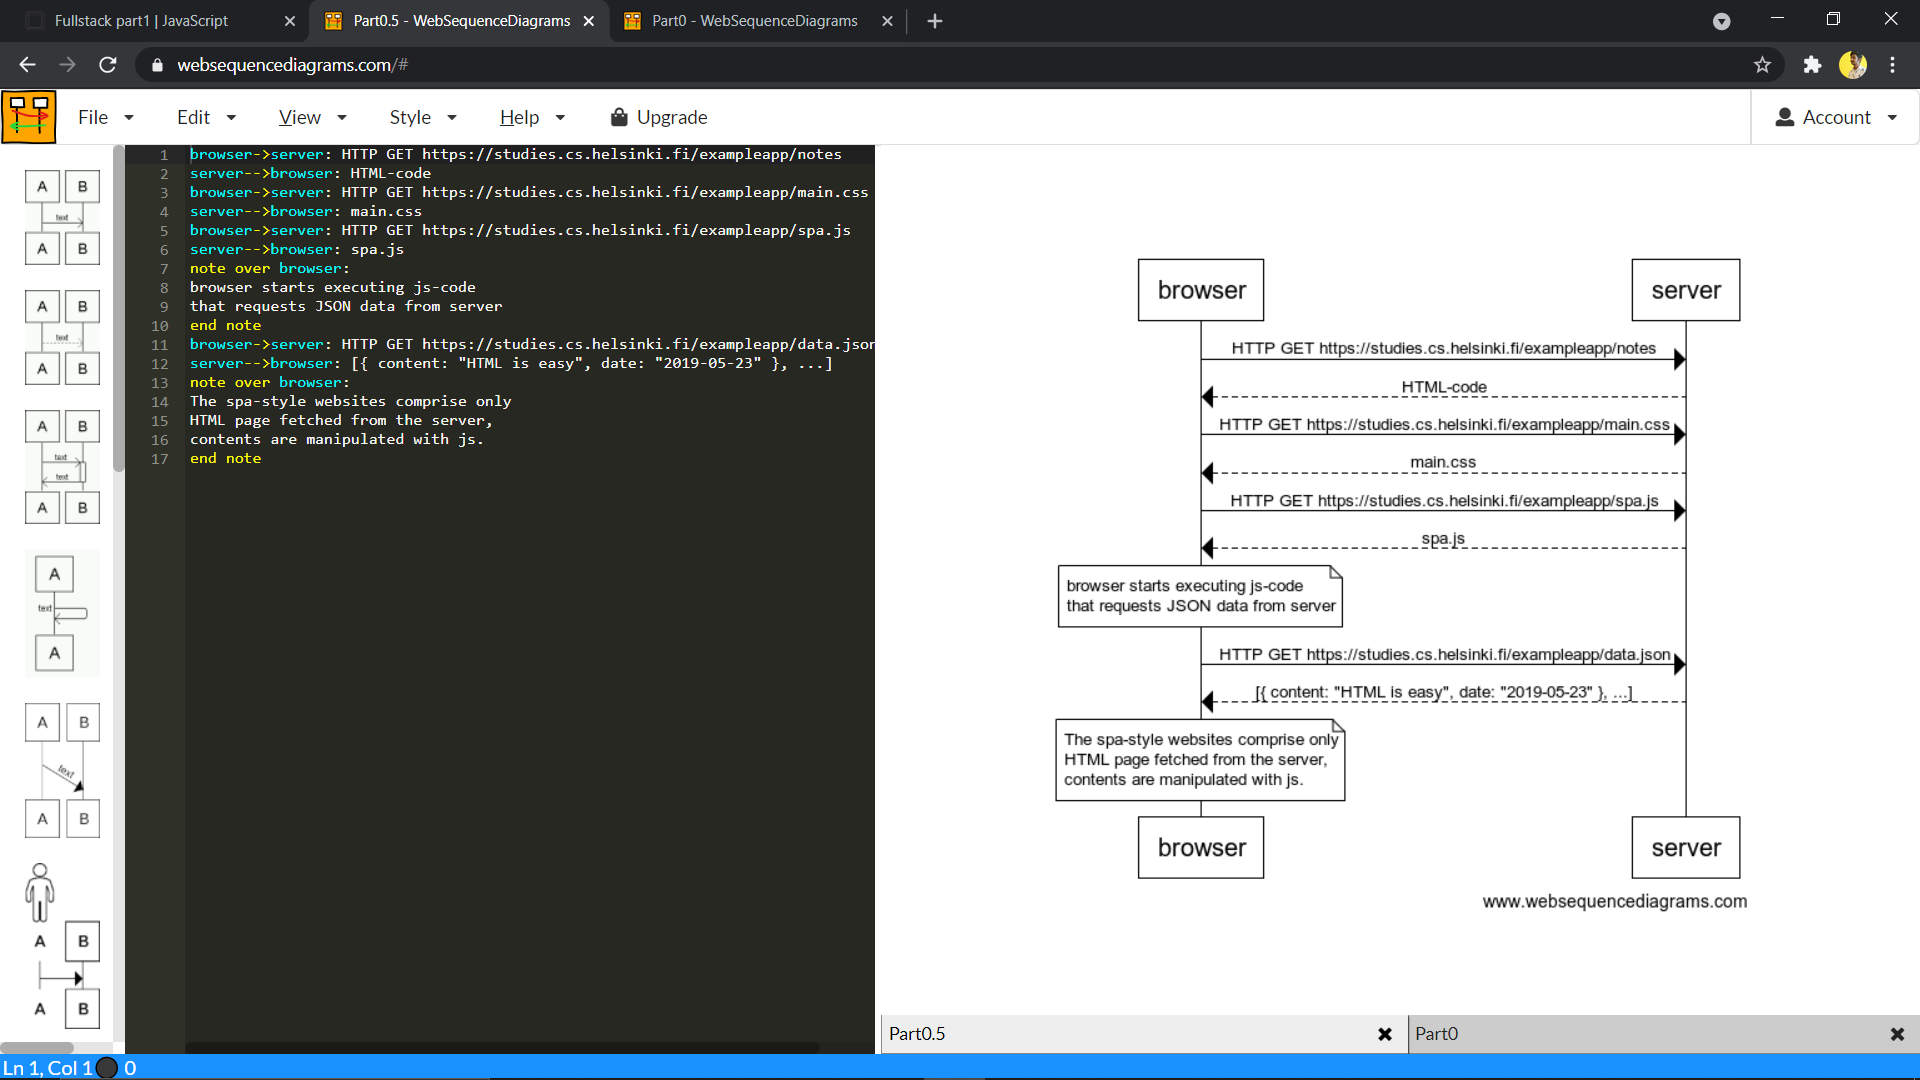 Fullstack part1 | JavaScript
Part0.5 - WebSequenceDiagrams
Part0 - WebSequenceDiagrams
websequencediagrams.com/#
File
Edit
View
Style
Help
Upgrade
Account
A B
text
A B
A B
text
A B
A B
text
text
A B
A
text
A
A B
text
A B
A B
A B
1 browser->server: HTTP GET https://studies.cs.helsinki.fi/exampleapp/notes
2 server-->browser: HTML-code
3 browser->server: HTTP GET https://studies.cs.helsinki.fi/exampleapp/main.css
4 server-->browser: main.css
5 browser->server: HTTP GET https://studies.cs.helsinki.fi/exampleapp/spa.js
6 server-->browser: spa.js
7 note over browser:
8 browser starts executing js-code
9 that requests JSON data from server
10 end note
11 browser->server: HTTP GET https://studies.cs.helsinki.fi/exampleapp/data.json
12 server-->browser: [{ content: "HTML is easy", date: "2019-05-23" }, ...]
13 note over browser:
14 The spa-style websites comprise only
15 HTML page fetched from the server,
16 contents are manipulated with js.
17 end note
browser server
HTTP GET https://studies.cs.helsinki.fi/exampleapp/notes
HTML-code
HTTP GET https://studies.cs.helsinki.fi/exampleapp/main.css
main.css
HTTP GET https://studies.cs.helsinki.fi/exampleapp/spa.js
spa.js
browser starts executing js-code
that requests JSON data from server
HTTP GET https://studies.cs.helsinki.fi/exampleapp/data.json
[{ content: "HTML is easy", date: "2019-05-23" }, ...]
The spa-style websites comprise only
HTML page fetched from the server,
contents are manipulated with js.
browser server
www.websequencediagrams.com
Part0.5
Part0
Ln 1, Col 1 0